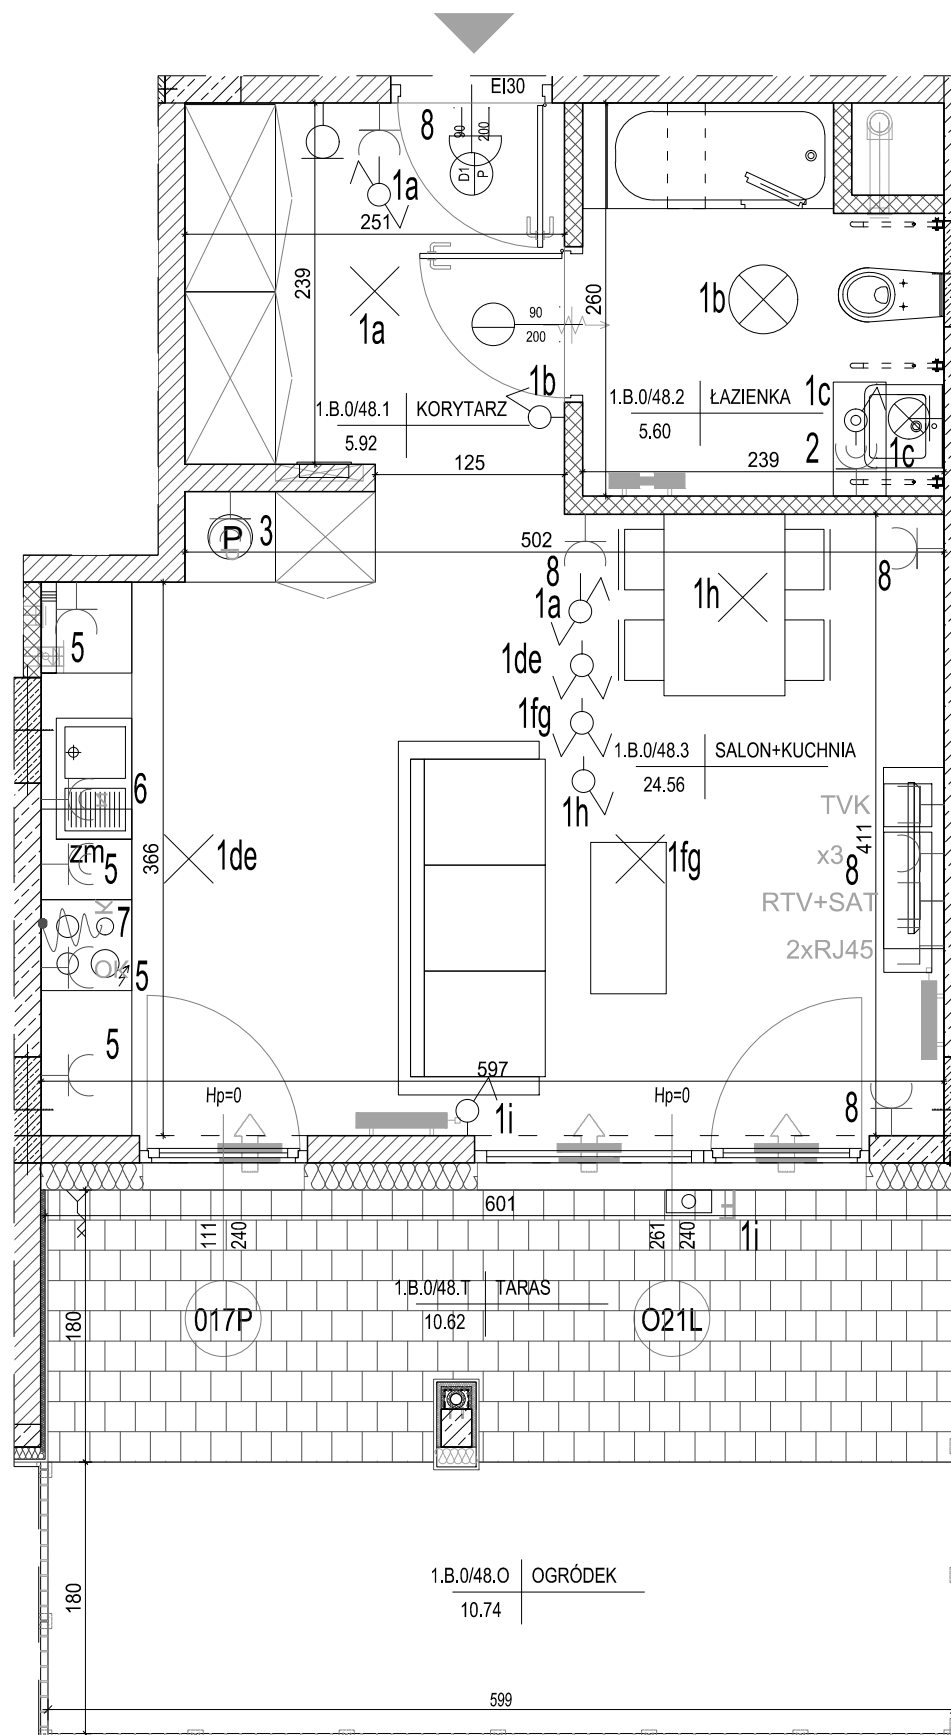 EI30
8
90
200
D1
P
1a
251
239
1a
90
200
260
1b
1b
1.B.0/48.1 KORYTARZ
5.92
1.B.0/48.2 ŁAZIENKA
5.60
1c
2
1c
125
239
P
3
502
8
8
1a
1h
5
1de
1fg
1.B.0/48.3 SALON+KUCHNIA
24.56
6
1h
TVK
zm
5
366
1de
1fg
x3
8
411
K
7
RTV+SAT
OK
5
2xRJ45
5
597
Hp=0
Hp=0
1i
8
601
111
240
261
240
1i
1.B.0/48.T TARAS
10.62
180
017P
O21L
1.B.0/48.O OGRÓDEK
10.74
180
599